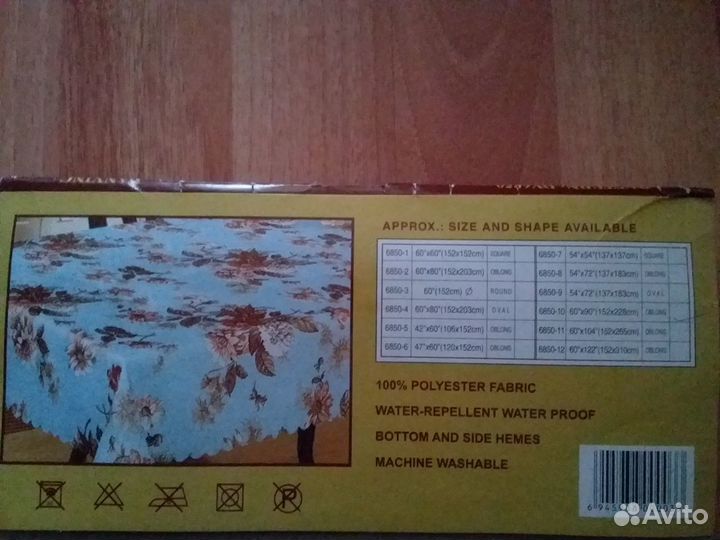 APPROX.: SIZE AND SHAPE AVAILABLE
6850-1 60"x60"(152x152cm) SQUARE 6850-7 54"x54"(137x137cm) SQUARE
6850-2 60"x80"(152x203cm) OBLONG 6850-8 54"x72"(137x183cm) OBLONG
6850-3 60"(152cm) Ø ROUND 6850-9 54"x72"(137x183cm) OVAL
6850-4 60"x80"(152x203cm) OVAL 6850-10 60"x90"(152x228cm) OBLONG
6850-5 42"x60"(106x152cm) OBLONG 6850-11 60"x104"(152x265cm) OBLONG
6850-6 47"x60"(120x152cm) OBLONG 6850-12 60"x122"(152x310cm) OBLONG
100% POLYESTER FABRIC
WATER-REPELLENT WATER PROOF
BOTTOM AND SIDE HEMES
MACHINE WASHABLE
P
Avito